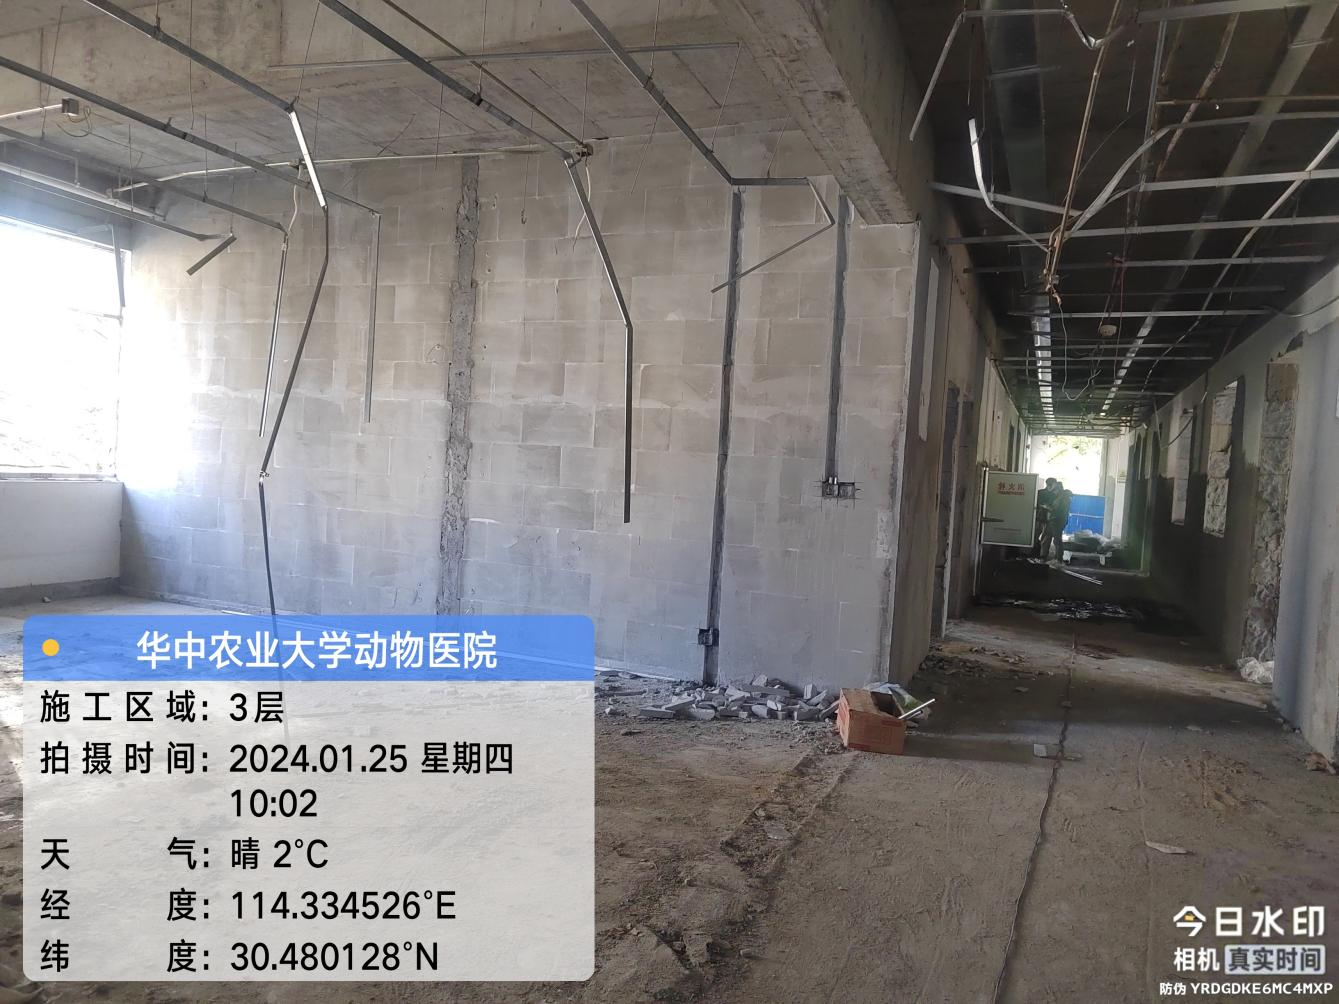 华中农业大学动物医院
施工区域：3层
拍摄时间：2024.01.25 星期四
10:02
天气：晴 2°C
经度：114.334526°E
纬度：30.480128°N
今日水印
相机 真实时间
防伪 YRDGDKE6MC4MXP